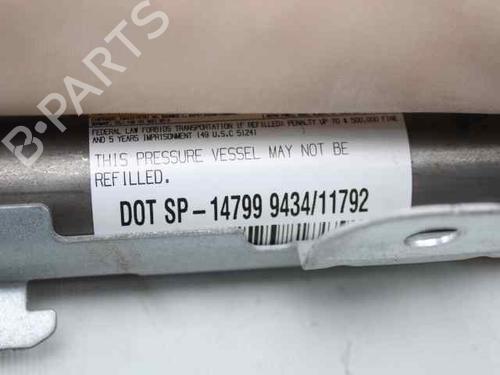 FEDERAL LAW FORBIDS TRANSPORTATION IF REFILLED: PENALTY UP TO $ 500.000 FINE
AND 5 YEARS IMPRISONMENT (49 U.S.C 5124)
THIS PRESSURE VESSEL MAY NOT BE
REFILLED.
DOT SP-14799 9434/11792
B-PARTS